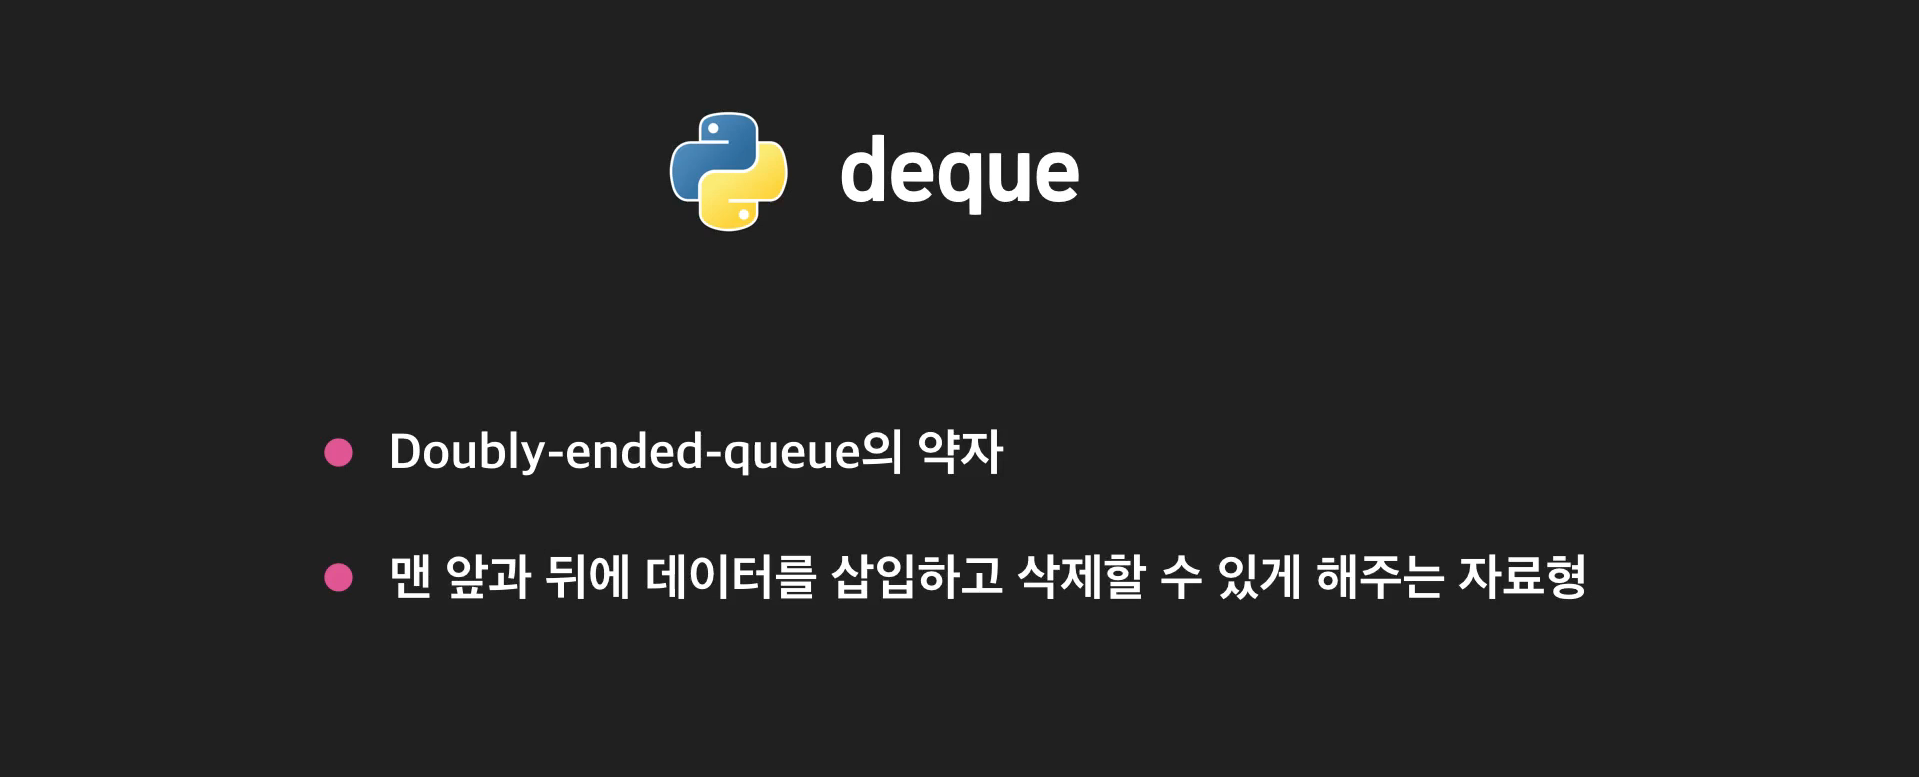 deque
Doubly-ended-queue의 약자
맨 앞과 뒤에 데이터를 삽입하고 삭제할 수 있게 해주는 자료형